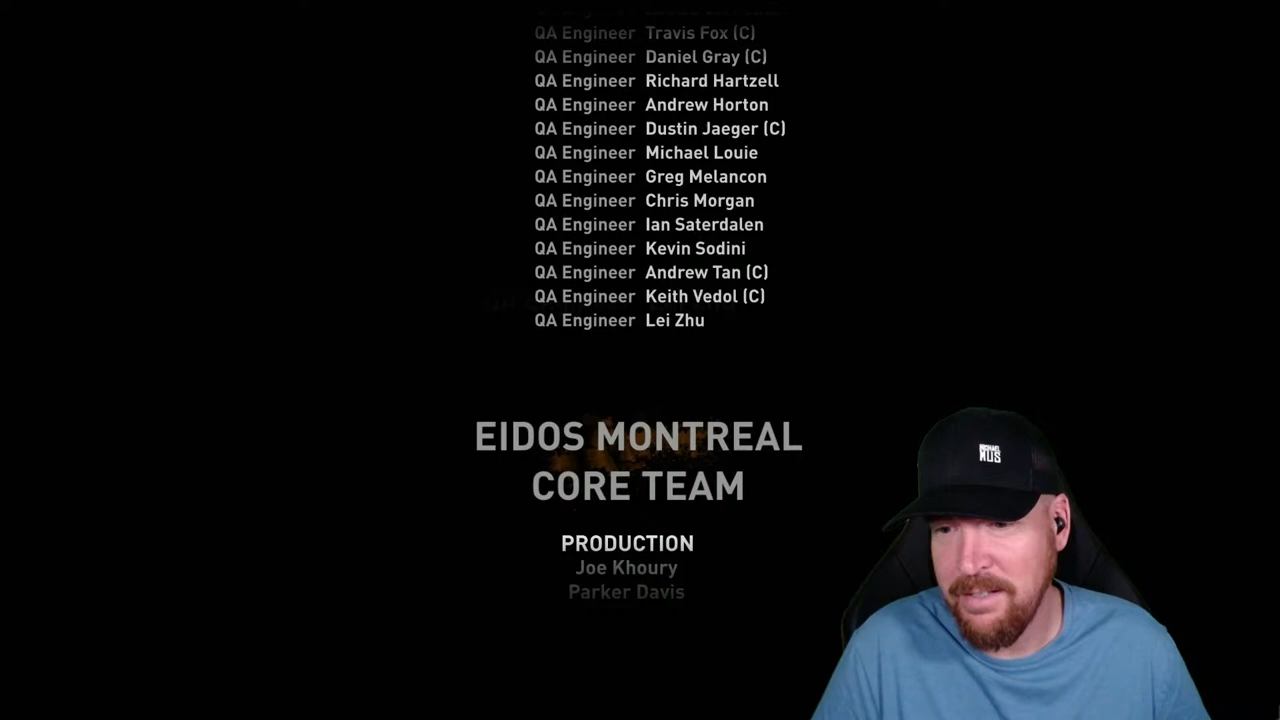 QA Engineer Travis Fox (C)
QA Engineer Daniel Gray (C)
QA Engineer Richard Hartzell
QA Engineer Andrew Horton
QA Engineer Dustin Jaeger (C)
QA Engineer Michael Louie
QA Engineer Greg Melancon
QA Engineer Chris Morgan
QA Engineer Ian Saterdalen
QA Engineer Kevin Sodini
QA Engineer Andrew Tan (C)
QA Engineer Keith Vedol (C)
QA Engineer Lei Zhu
EIDOS MONTREAL
CORE TEAM
PRODUCTION
Joe Khoury
Parker Davis
MICHAEL
WUS